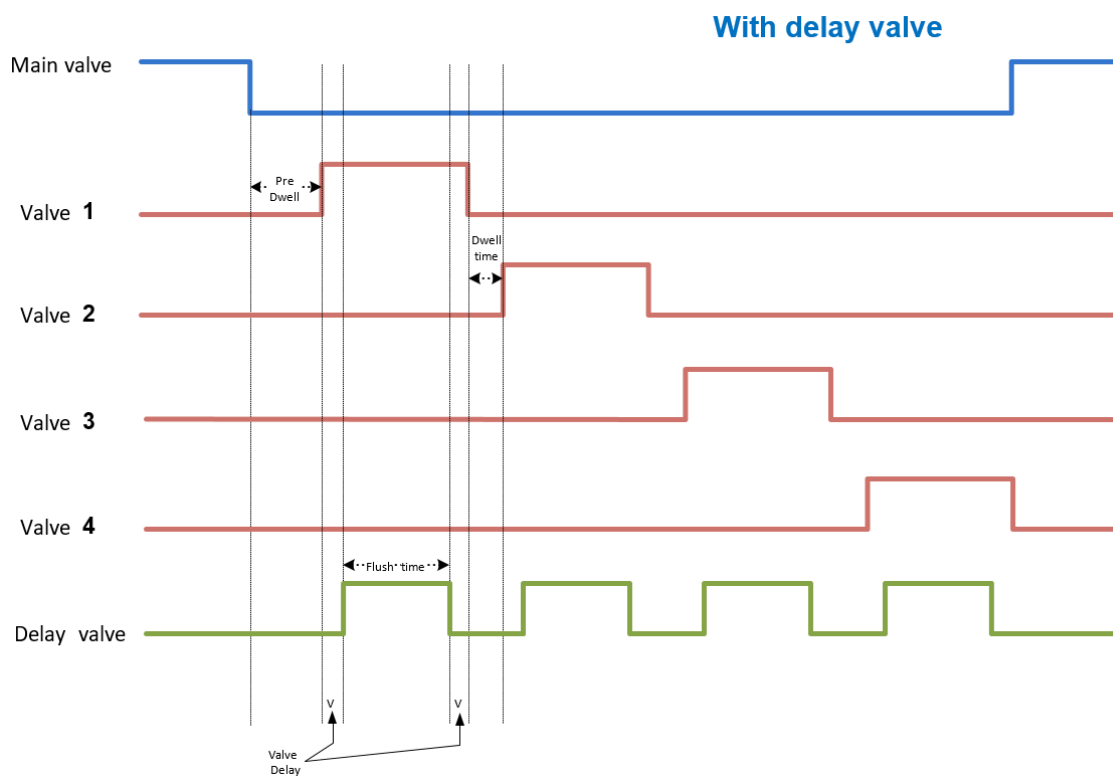 With delay valve
Main valve
Pre
Dwell
Valve 1
Dwell
time
Valve 2
Valve 3
Valve 4
Flush time
Delay valve
V V
Valve
Delay